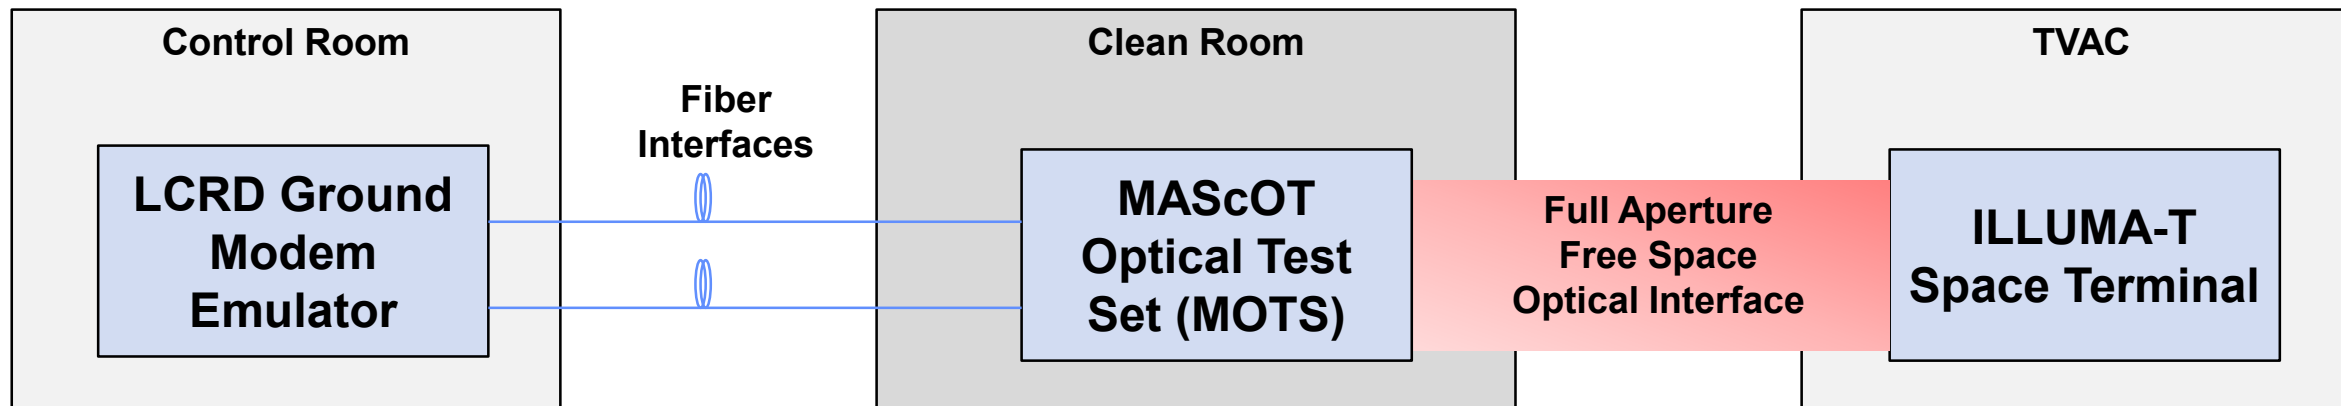 Control Room
LCRD Ground
Modem
Emulator
Fiber
Interfaces
Clean Room
MAScOT
Optical Test
Set (MOTS)
Full Aperture
Free Space
Optical Interface
TVAC
ILLUMA-T
Space Terminal